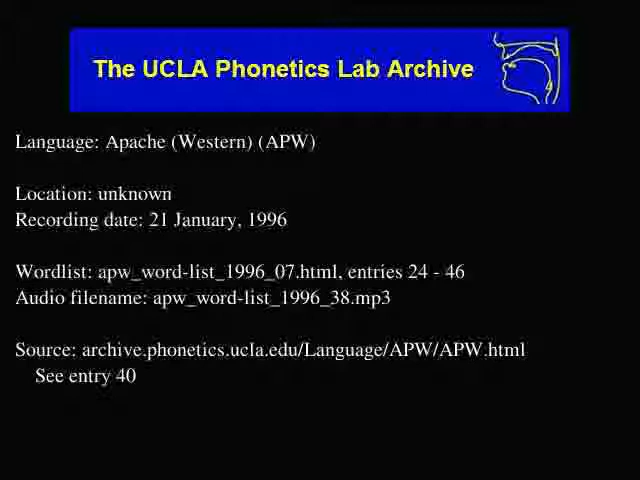 The UCLA Phonetics Lab Archive
Language: Apache (Western) (APW)
Location: unknown
Recording date: 21 January, 1996
Wordlist: apw_word-list_1996_07.html, entries 24 - 46
Audio filename: apw_word-list_1996_38.mp3
Source: archive.phonetics.ucla.edu/Language/APW/APW.html
See entry 40